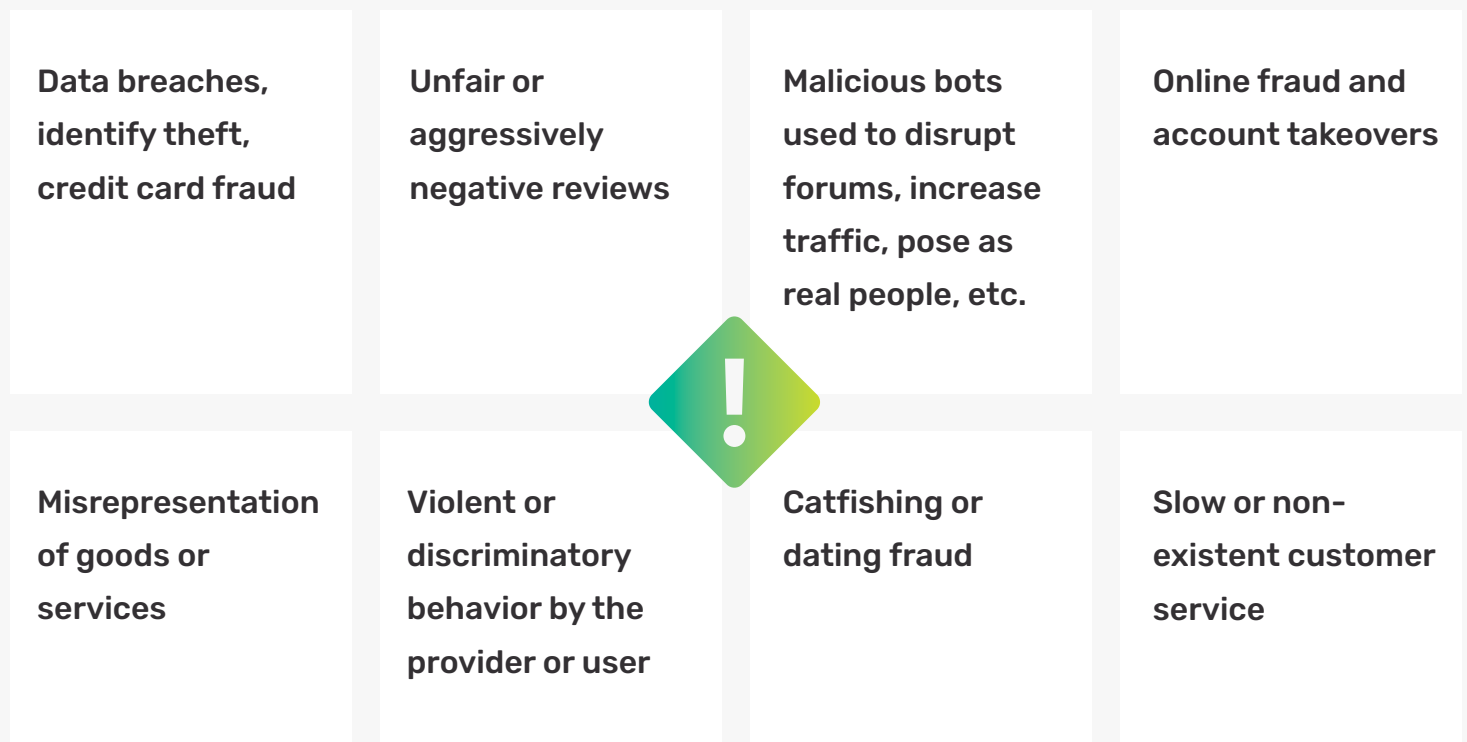 Data breaches,
identify theft,
credit card fraud
Unfair or
aggressively
negative reviews
Malicious bots
used to disrupt
forums, increase
traffic, pose as
real people, etc.
Online fraud and
account takeovers
!
Misrepresentation
of goods or
services
Violent or
discriminatory
behavior by the
provider or user
Catfishing or
dating fraud
Slow or non-
existent customer
service